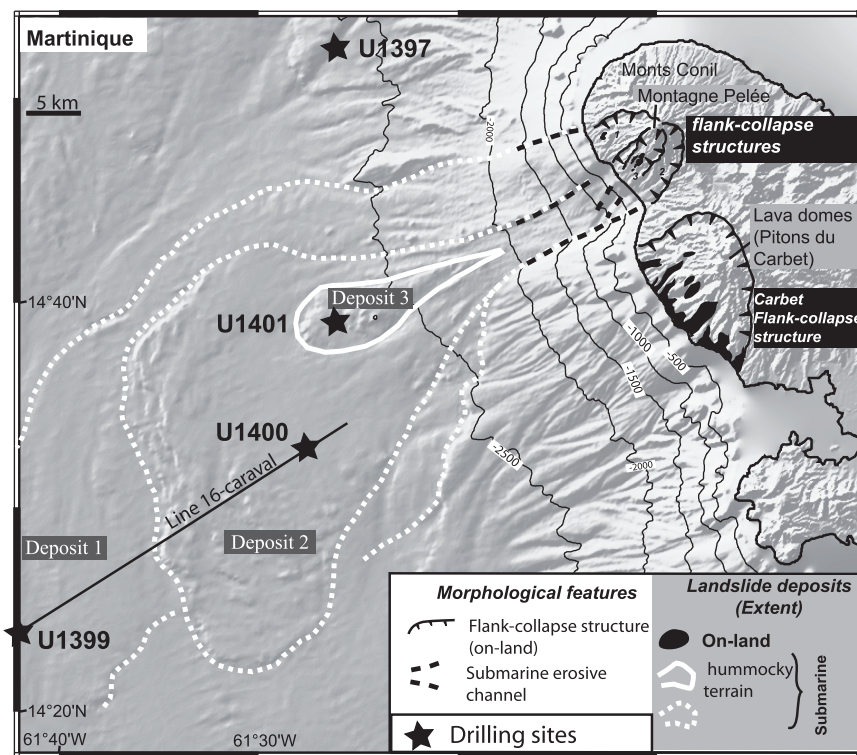 Martinique
U1397
5 km
Monts Conil
Montagne Pelée
flank-collapse
structures
-2000
2
3
Lava domes
(Pitons du
Carbet)
14°40'N
Deposit 3
U1401
Carbet
Flank-collapse
structure
-1000
-500
-1500
U1400
-2500
-2000
Line 16-caraval
Deposit 1
Deposit 2
U1399
14°20'N
61°40'W
61°30'W
Morphological features
Flank-collapse structure
(on-land)
Submarine erosive
channel
Drilling sites
Landslide deposits
(Extent)
On-land
hummocky
terrain
Submarine